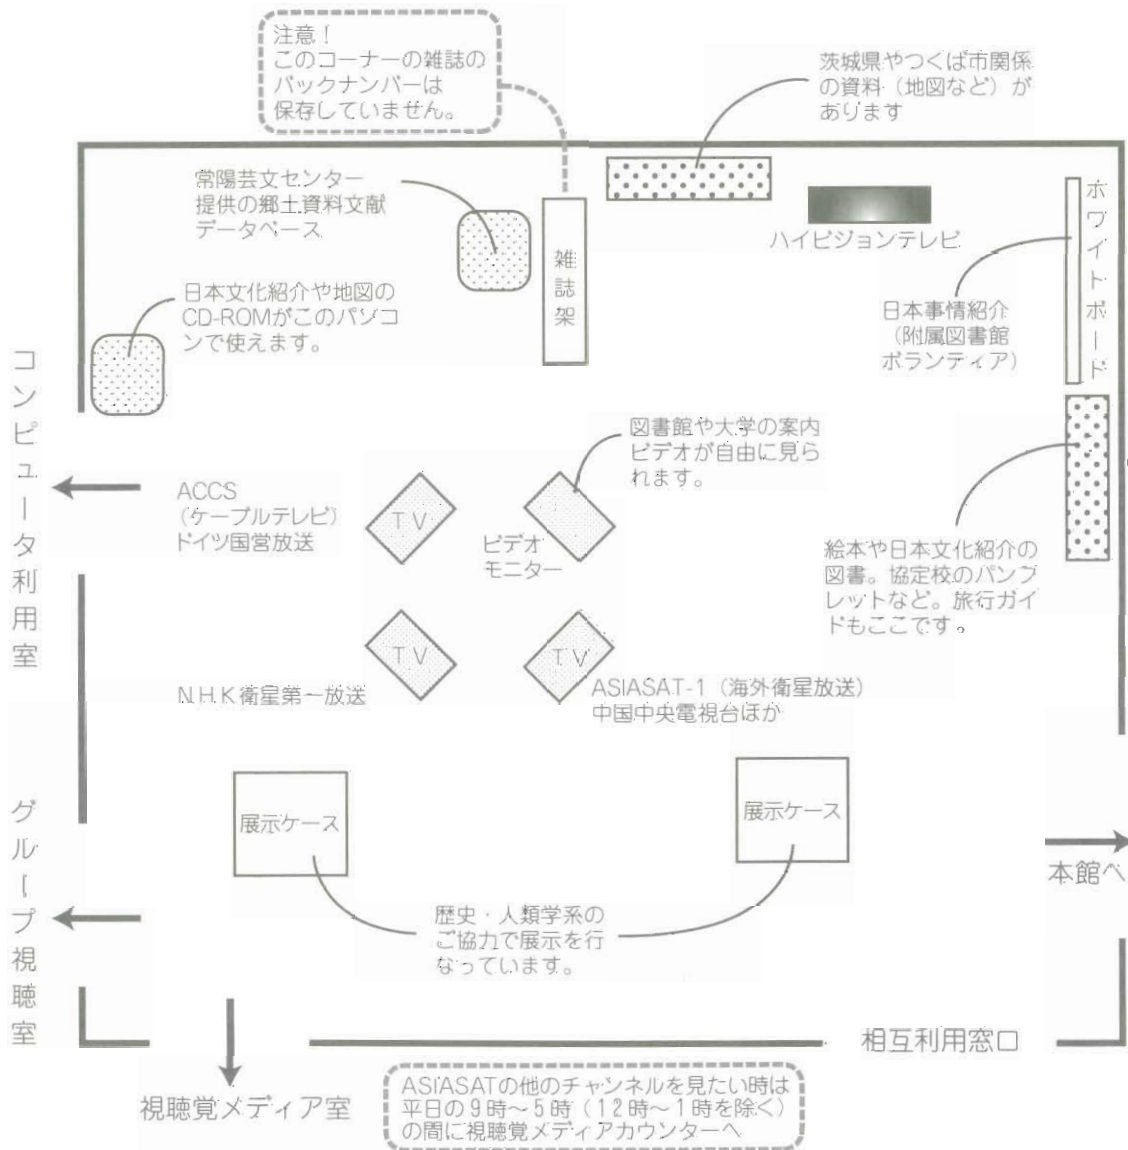 注意！
このコーナーの雑誌の
バックナンバーは
保存していません。
茨城県やつくば市関係
の資料（地図など）が
あります
常陽芸文センター
提供の郷土資料文献
データベース
雑誌架
ハイビジョンテレビ
ホワイトボード
日本文化紹介や地図の
CD-ROMがこのパソコ
ンで使えます。
日本事情紹介
（附属図書館
ボランティア）
コンピュータ利用室
図書館や大学の案内
ビデオが自由に見ら
れます。
ACCS
（ケーブルテレビ）
ドイツ国営放送
TV
ビデオ
モニター
絵本や日本文化紹介の
図書。協定校のパンフ
レットなど。旅行ガイ
ドもここです。
TV
TV
NHK衛星第一放送
ASIASAT-1（海外衛星放送）
中国中央電視台ほか
展示ケース
展示ケース
グループ視聴室
本館へ
歴史・人類学系の
ご協力で展示を行
なっています。
相互利用窓口
視聴覚メディア室
ASIASATの他のチャンネルを見たい時は
平日の9時～5時（12時～1時を除く）
の間に視聴覚メディアカウンターへ